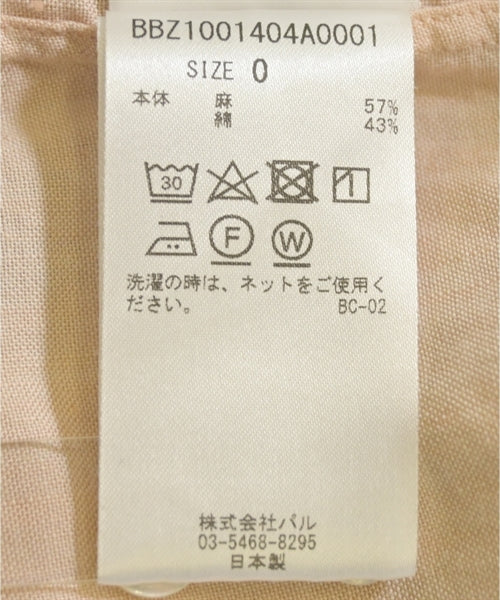 BBZ1001404A0001
SIZE 0
本体 麻 57%
綿 43%
30
F W
洗濯の時は、ネットをご使用く
ださい。 BC-02
株式会社パル
03-5468-8295
日本製